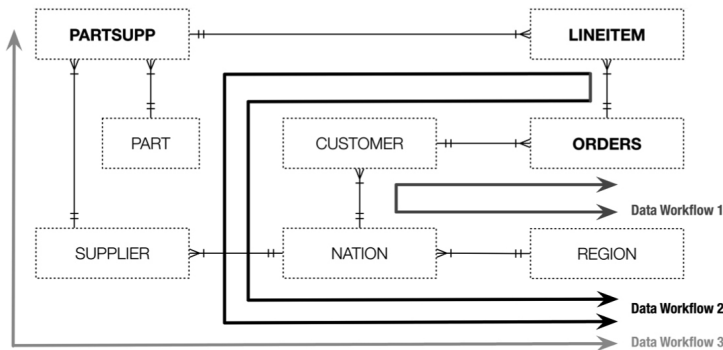 PARTSUPP
LINEITEM
PART
CUSTOMER
ORDERS
Data Workflow 1
SUPPLIER
NATION
REGION
Data Workflow 2
Data Workflow 3